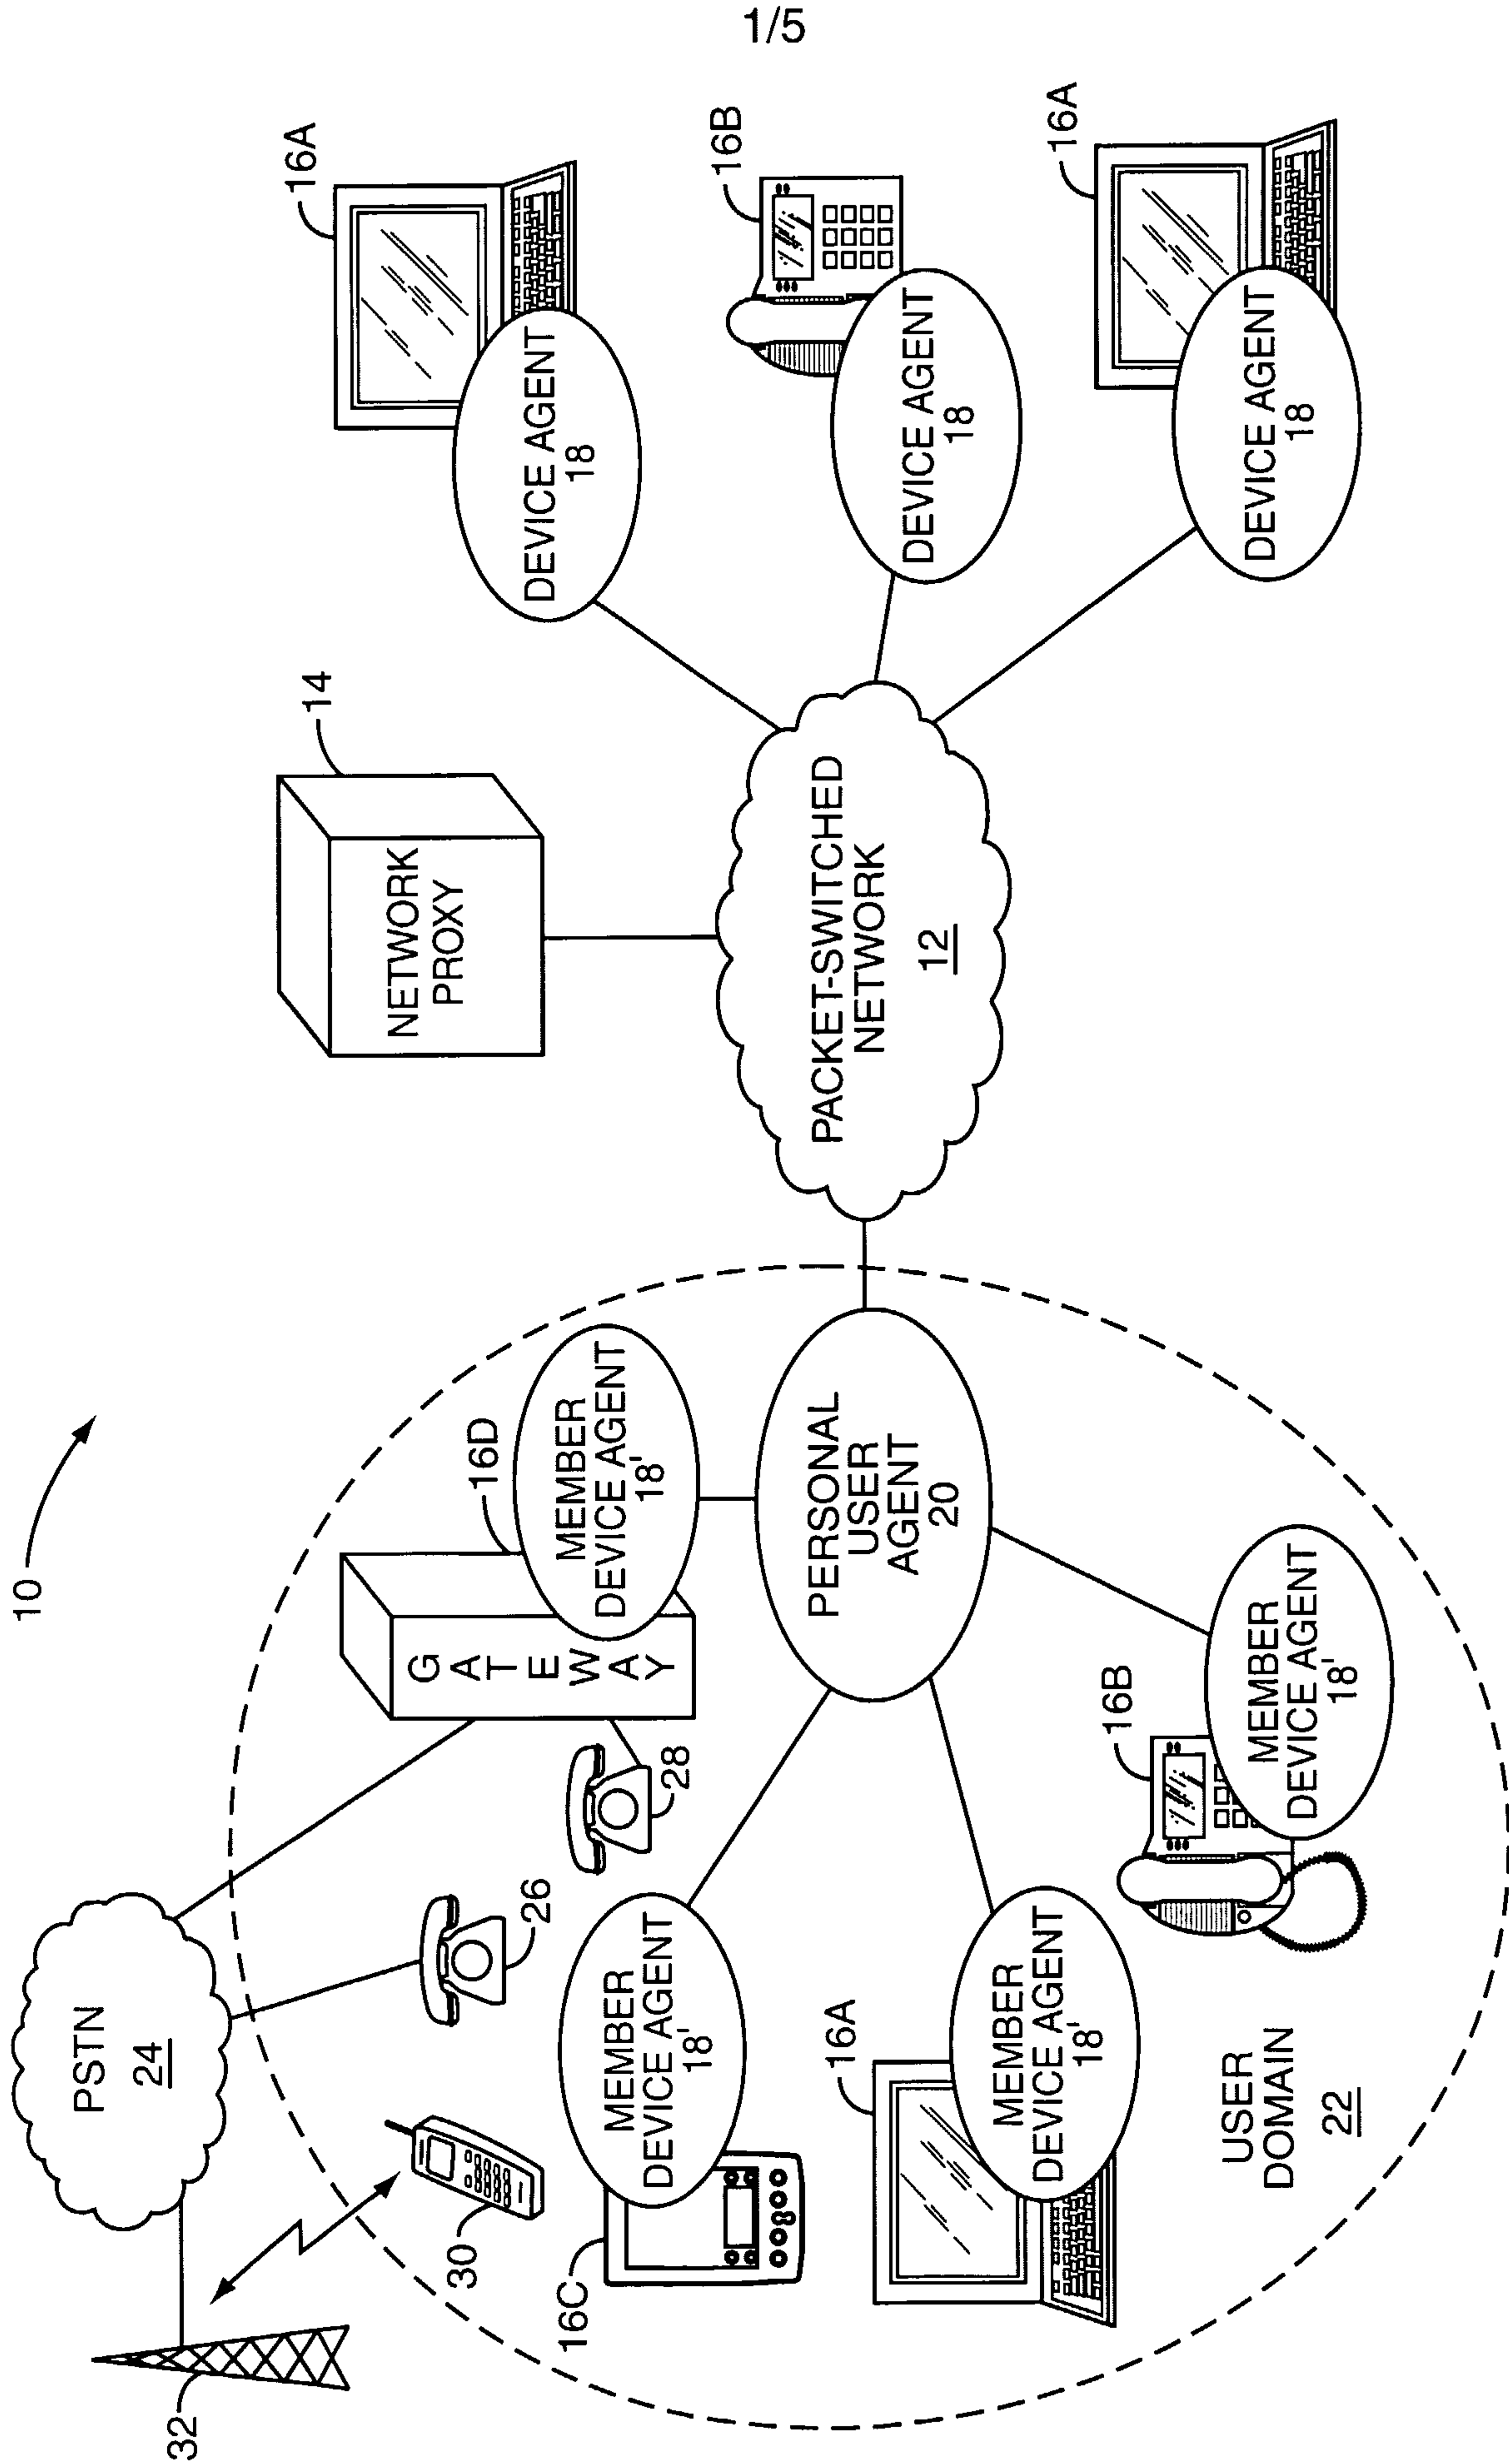 1/5
10
32
PSTN
24
30
26
28
G
A
T
E
W
A
Y
16D
MEMBER
DEVICE AGENT
18'
16C
MEMBER
DEVICE AGENT
18'
16A
MEMBER
DEVICE AGENT
18'
16B
MEMBER
DEVICE AGENT
18'
USER
DOMAIN
22
PERSONAL
USER
AGENT
20
NETWORK
PROXY
14
PACKET-SWITCHED
NETWORK
12
16A
DEVICE AGENT
18
16B
DEVICE AGENT
18
16A
DEVICE AGENT
18